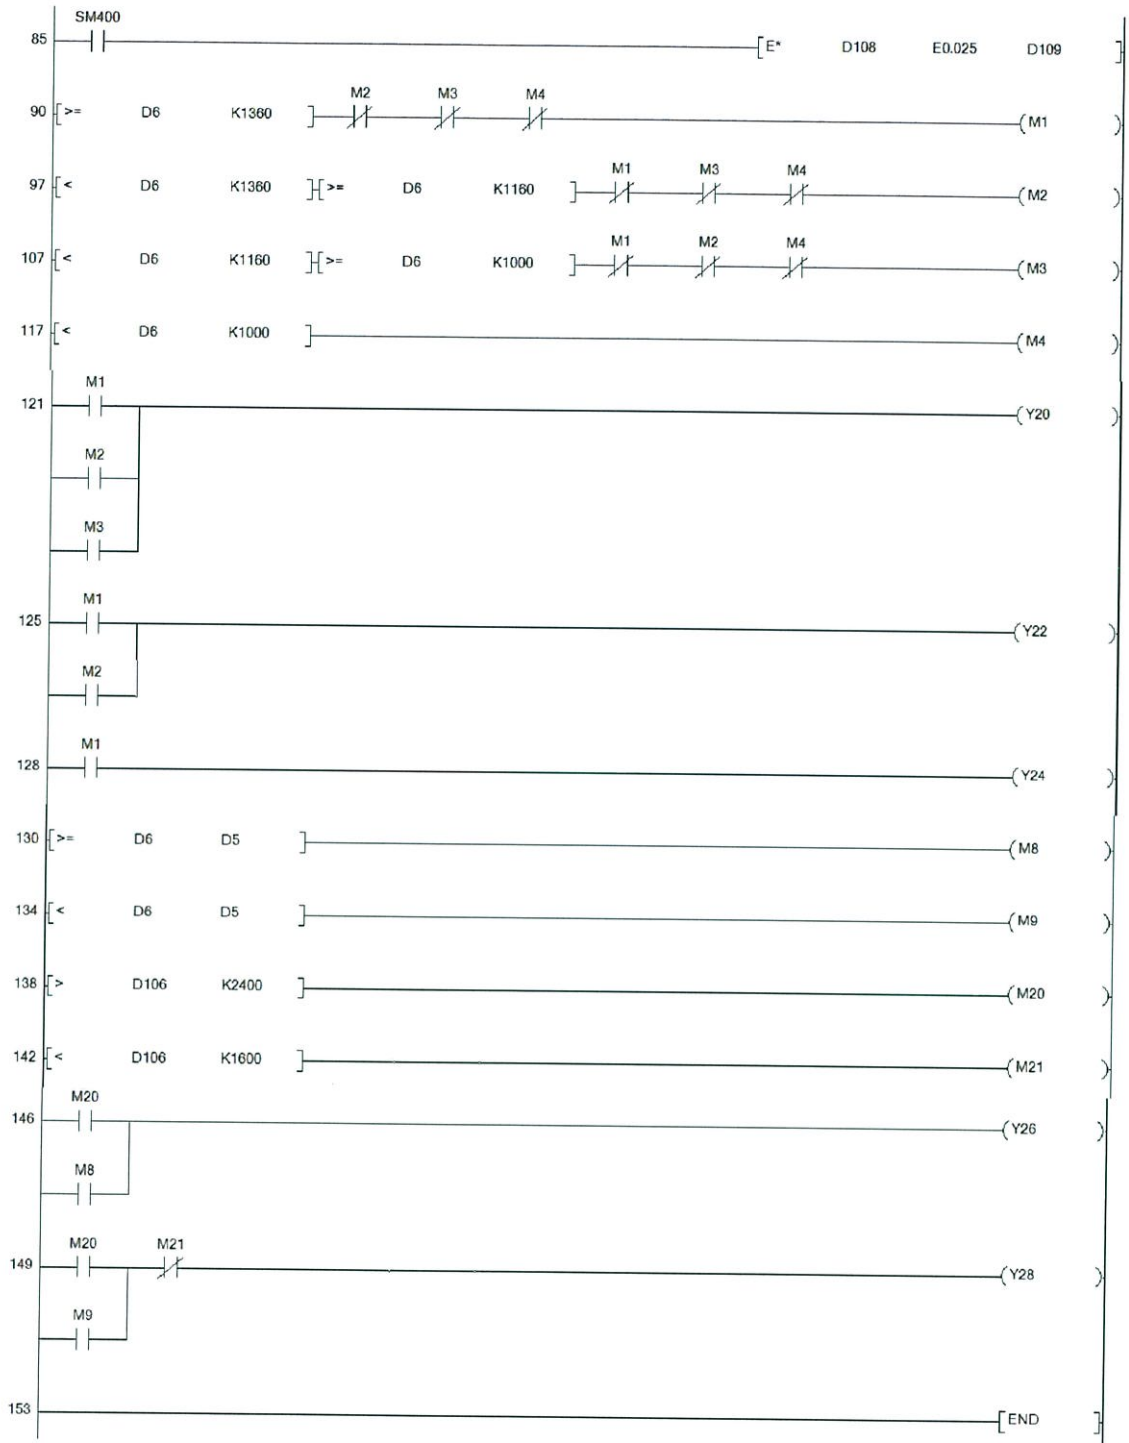 SM400
85 [E* D108 E0.025 D109 ]
M2 M3 M4
90 [>= D6 K1360 ] (M1 )
M1 M3 M4
97 [< D6 K1360 ][>= D6 K1160 ] (M2 )
M1 M2 M4
107 [< D6 K1160 ][>= D6 K1000 ] (M3 )
117 [< D6 K1000 ] (M4 )
M1
121 (Y20 )
M2
M3
M1
125 (Y22 )
M2
M1
128 (Y24 )
130 [>= D6 D5 ] (M8 )
134 [< D6 D5 ] (M9 )
138 [> D106 K2400 ] (M20 )
142 [< D106 K1600 ] (M21 )
M20
146 (Y26 )
M8
M20 M21
149 (Y28 )
M9
153 [END ]